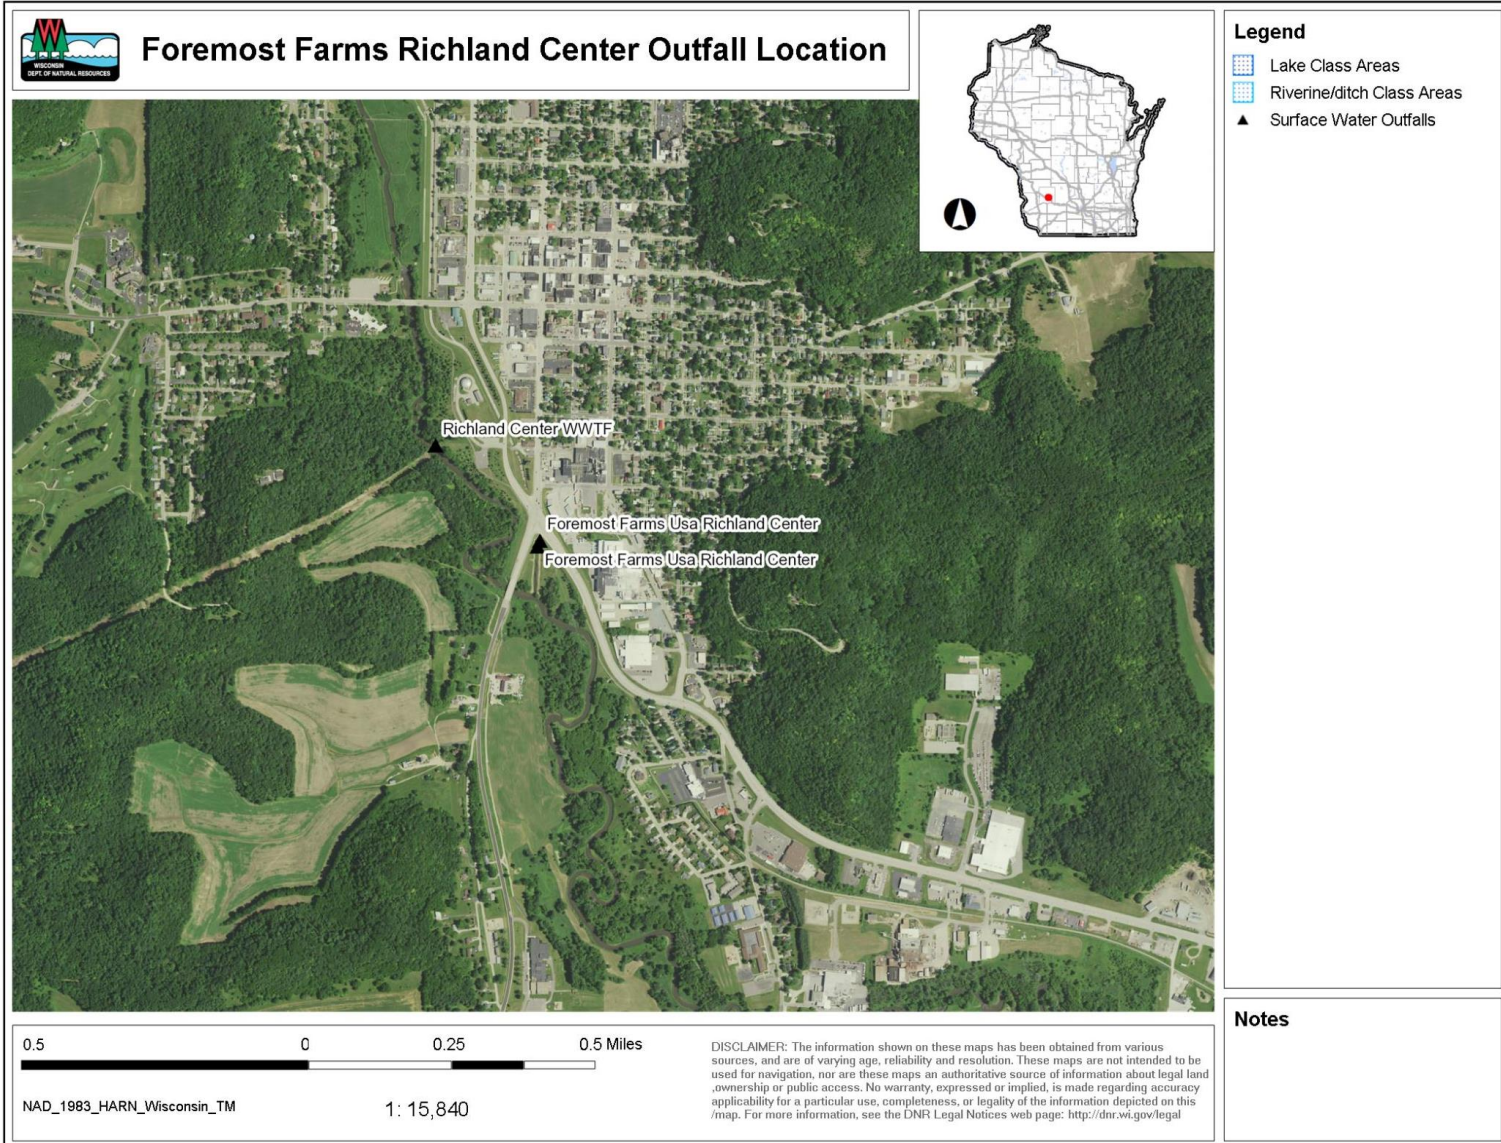 WISCONSIN
DEPT. OF NATURAL RESOURCES
Foremost Farms Richland Center Outfall Location
Legend
Lake Class Areas
Riverine/ditch Class Areas
Surface Water Outfalls
Richland Center WWTF
Foremost Farms Usa Richland Center
Foremost Farms Usa Richland Center
0.5 0 0.25 0.5 Miles
NAD_1983_HARN_Wisconsin_TM
1: 15,840
DISCLAIMER: The information shown on these maps has been obtained from various
sources, and are of varying age, reliability and resolution. These maps are not intended to be
used for navigation, nor are these maps an authoritative source of information about legal land
,ownership or public access. No warranty, expressed or implied, is made regarding accuracy
applicability for a particular use, completeness, or legality of the information depicted on this
/map. For more information, see the DNR Legal Notices web page: http://dnr.wi.gov/legal
Notes